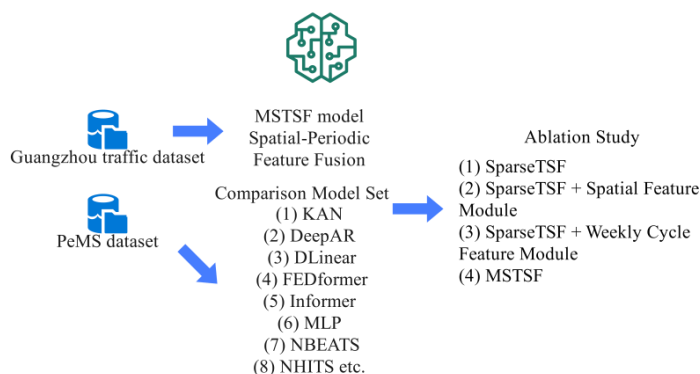 MSTSF model
Spatial-Periodic
Feature Fusion
Guangzhou traffic dataset
PeMS dataset
Comparison Model Set
(1) KAN
(2) DeepAR
(3) DLinear
(4) FEDformer
(5) Informer
(6) MLP
(7) NBEATS
(8) NHITS etc.
Ablation Study
(1) SparseTSF
(2) SparseTSF + Spatial Feature
Module
(3) SparseTSF + Weekly Cycle
Feature Module
(4) MSTSF